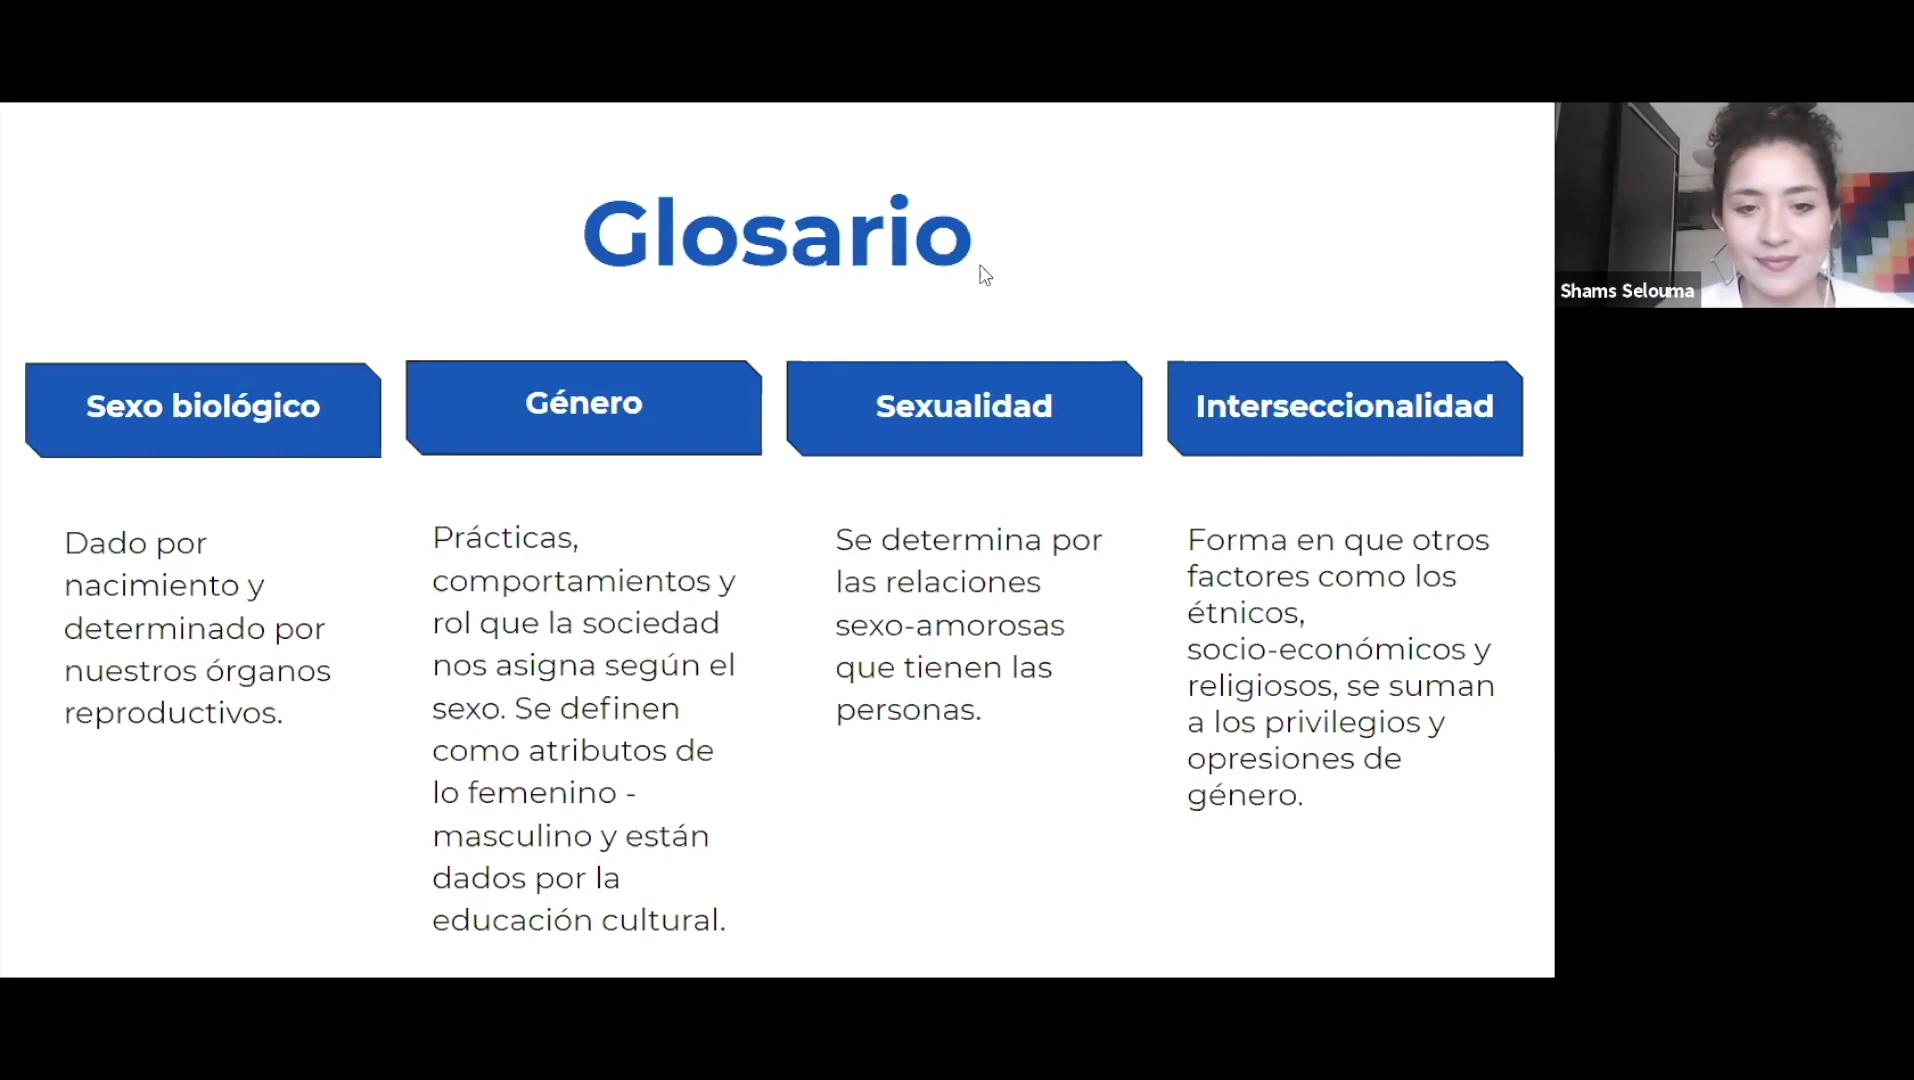 Glosario
Shams Selouma
Sexo biológico
Género
Sexualidad
Interseccionalidad
Dado por
nacimiento y
determinado por
nuestros órganos
reproductivos.
Prácticas,
comportamientos y
rol que la sociedad
nos asigna según el
sexo. Se definen
como atributos de
lo femenino -
masculino y están
dados por la
educación cultural.
Se determina por
las relaciones
sexo-amorosas
que tienen las
personas.
Forma en que otros
factores como los
étnicos,
socio-económicos y
religiosos, se suman
a los privilegios y
opresiones de
género.